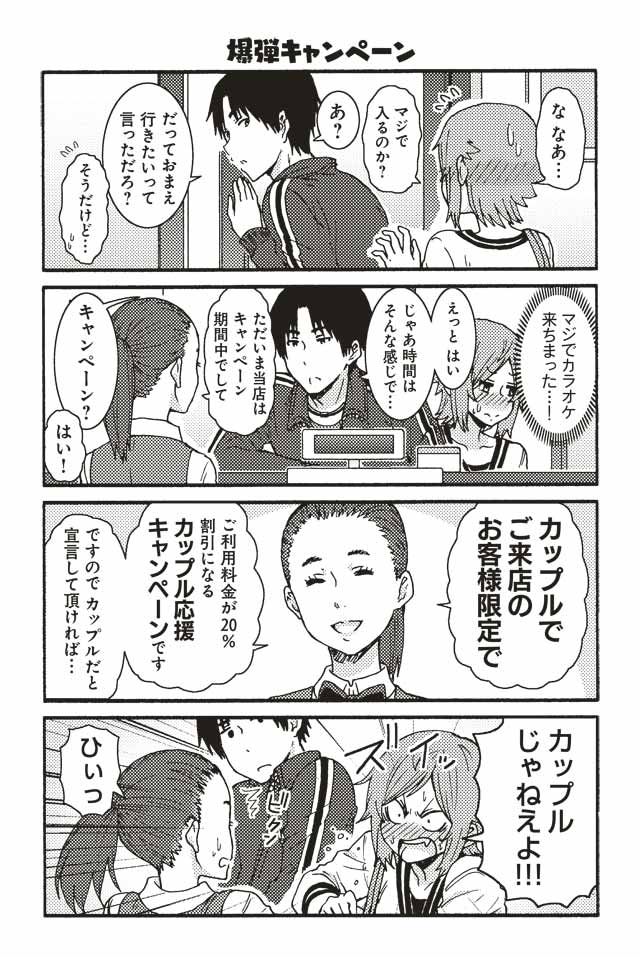 爆弾キャンペーン
な なあ…
マジで
入るのか?
あ?
だっておまえ
行きたいって
言っただろ?
そうだけど…
マジでカラオケ
来ちまった…!
えっと はい
じゃあ時間は
そんな感じで…
ただいま当店は
キャンペーン
期間中でして
キャンペーン?
はい!
カップルで
ご来店の
お客様限定で
ご利用料金が20%
割引になる
カップル応援
キャンペーンです
ですので カップルだと
宣言して頂ければ…
カップル
じゃねえよ!!!
ズイッ
ビクン
ひいっ